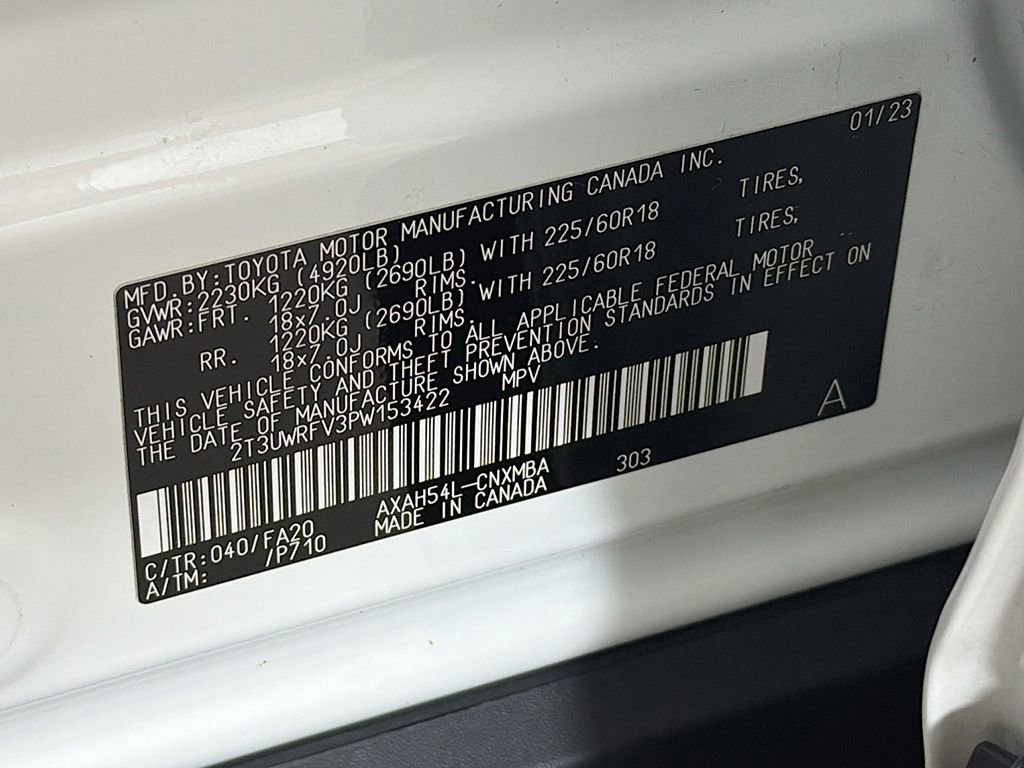 01/23
MFD. BY:TOYOTA MOTOR MANUFACTURING CANADA INC.
GVWR:2230KG (4920LB)
GAWR:FRT. 1220KG (2690LB) WITH 225/60R18 TIRES,
18x7.0J RIMS.
RR. 1220KG (2690LB) WITH 225/60R18 TIRES,
18x7.0J RIMS.
THIS VEHICLE CONFORMS TO ALL APPLICABLE FEDERAL MOTOR
VEHICLE SAFETY AND THEFT PREVENTION STANDARDS IN EFFECT ON
THE DATE OF MANUFACTURE SHOWN ABOVE.
2T3UWRFV3PW153422 MPV
A
C/TR:040/FA20 AXAH54L-CNXMBA 303
A/TM: /P710 MADE IN CANADA